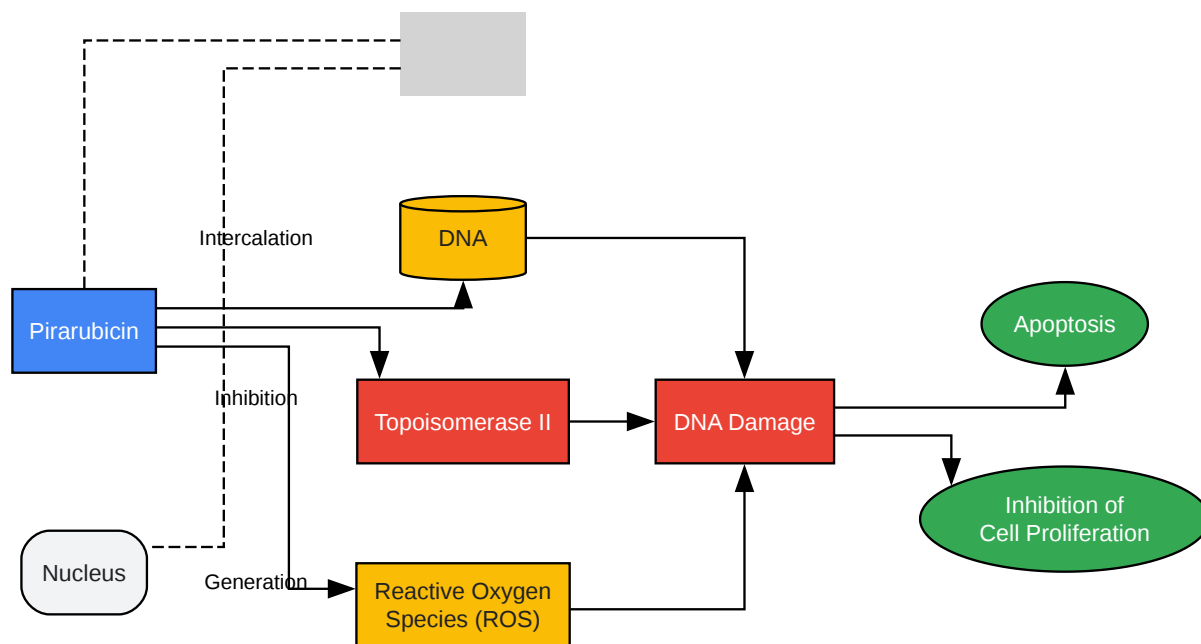 Intercalation
DNA
Pirarubicin
Apoptosis
Inhibition
Topoisomerase II
DNA Damage
Inhibition of
Cell Proliferation
Nucleus
Generation
Reactive Oxygen
Species (ROS)